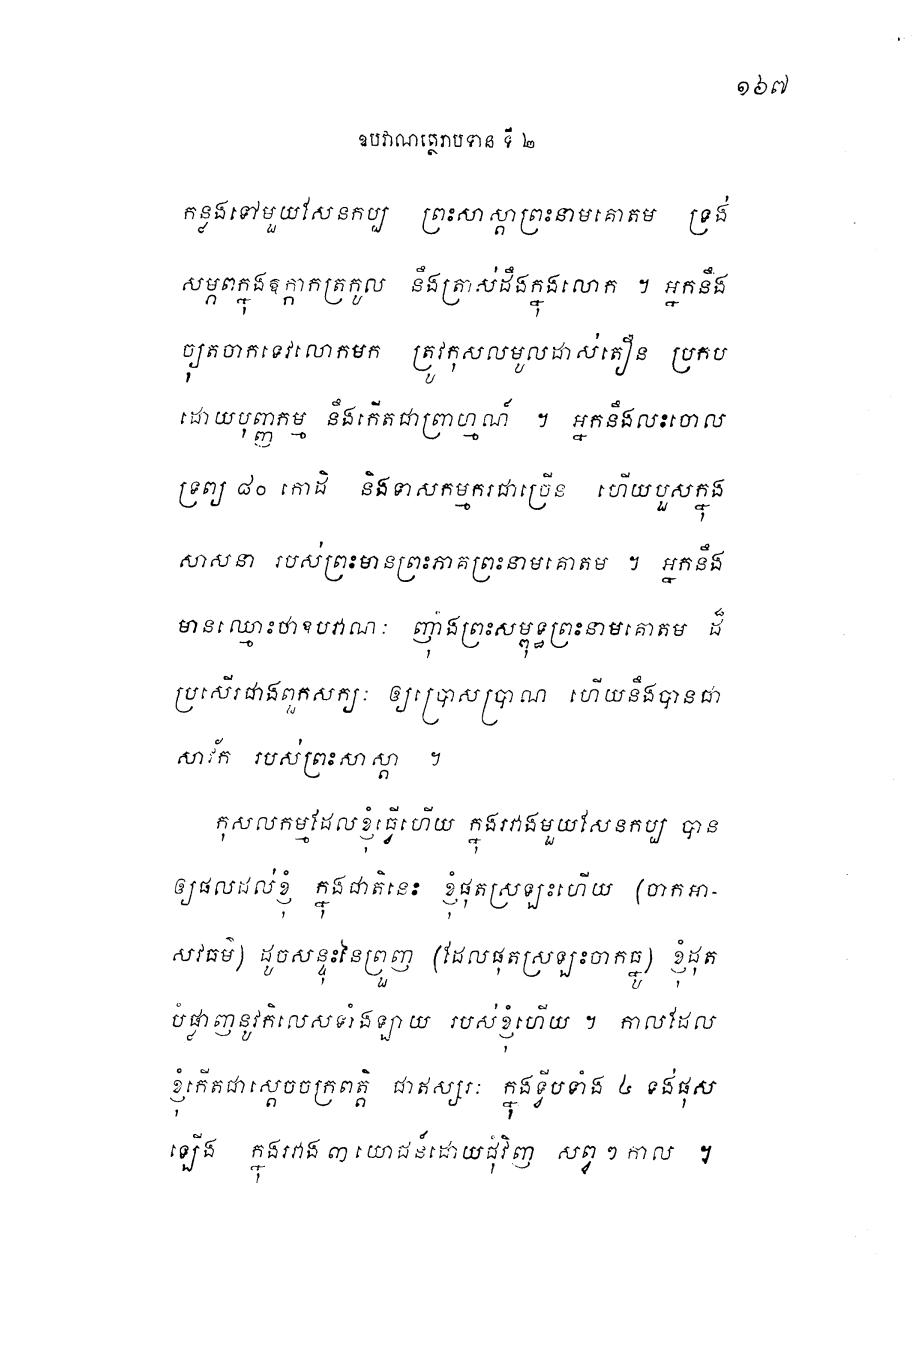 ១៦៧
ឧបវាណត្ថេរាបទាន ទី ២
កន្លងទៅមួយសែនកប្ប ព្រះសាស្តាព្រះនាមគោតម ទ្រង់
សម្ភពក្នុងឧក្កាកត្រកូល នឹងត្រាស់ដឹងក្នុងលោក ។ អ្នកនឹង
ច្យុតចាកទេវលោកមក ត្រូវកុសលមូលដាស់តឿន ប្រកប
ដោយបុញ្ញកម្ម នឹងកើតជាព្រាហ្មណ៍ ។ អ្នកនឹងលះចោល
ទ្រព្យ ៨០ កោដិ និងទាសកម្មករជាច្រើន ហើយបួសក្នុង
សាសនា របស់ព្រះមានព្រះភាគព្រះនាមគោតម ។ អ្នកនឹង
មានឈ្មោះថាឧបវាណៈ ញ៉ាំងព្រះសម្ពុទ្ធព្រះនាមគោតម ដ៏
ប្រសើរជាងពួកសក្យៈ ឲ្យប្រោសប្រាណ ហើយនឹងបានជា
សាវ័ក របស់ព្រះសាស្តា ។
កុសលកម្មដែលខ្ញុំធ្វើហើយ ក្នុងរវាងមួយសែនកប្ប បាន
ឲ្យផលដល់ខ្ញុំ ក្នុងជាតិនេះ ខ្ញុំផុតស្រឡះហើយ (ចាកអា-
សវធម៌) ដូចសន្ទុះនៃព្រួញ (ដែលផុតស្រឡះចាកធ្នូ) ខ្ញុំដុត
បំផ្លាញនូវកិលេសទាំងឡាយ របស់ខ្ញុំហើយ ។ កាលដែល
ខ្ញុំកើតជាស្តេចចក្រពត្តិ ជាឥស្សរៈ ក្នុងទ្វីបទាំង ៤ ទង់ផុស
ឡើង ក្នុងរវាង ៣ យោជន៍ដោយជុំវិញ សព្វ ៗ កាល ។